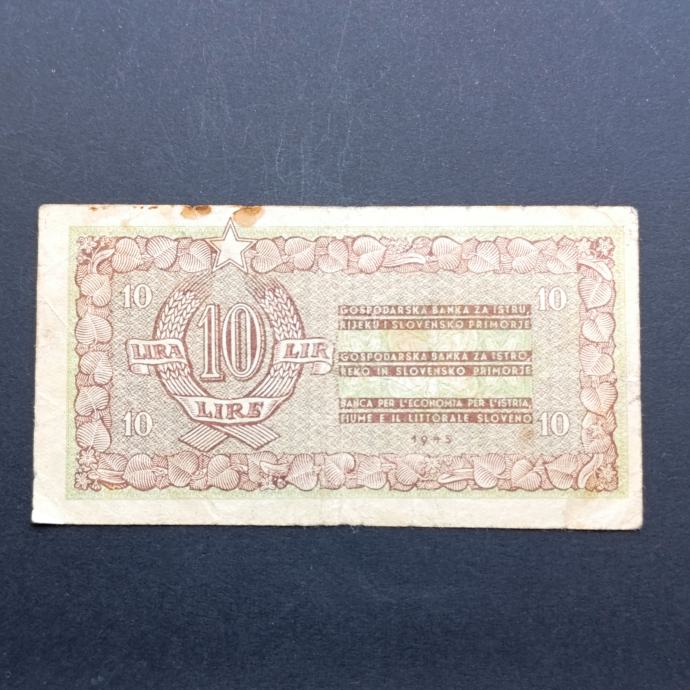 10
10
10
LIRA
LIR
LIRE
10
10
GOSPODARSKA BANKA ZA ISTRU,
RIJEKU I SLOVENSKO PRIMORJE
GOSPODARSKA BANKA ZA ISTRO,
REKO IN SLOVENSKO PRIMORJE
BANCA PER L'ECONOMIA PER L'ISTRIA,
FIUME E IL LITTORALE SLOVENO
1945